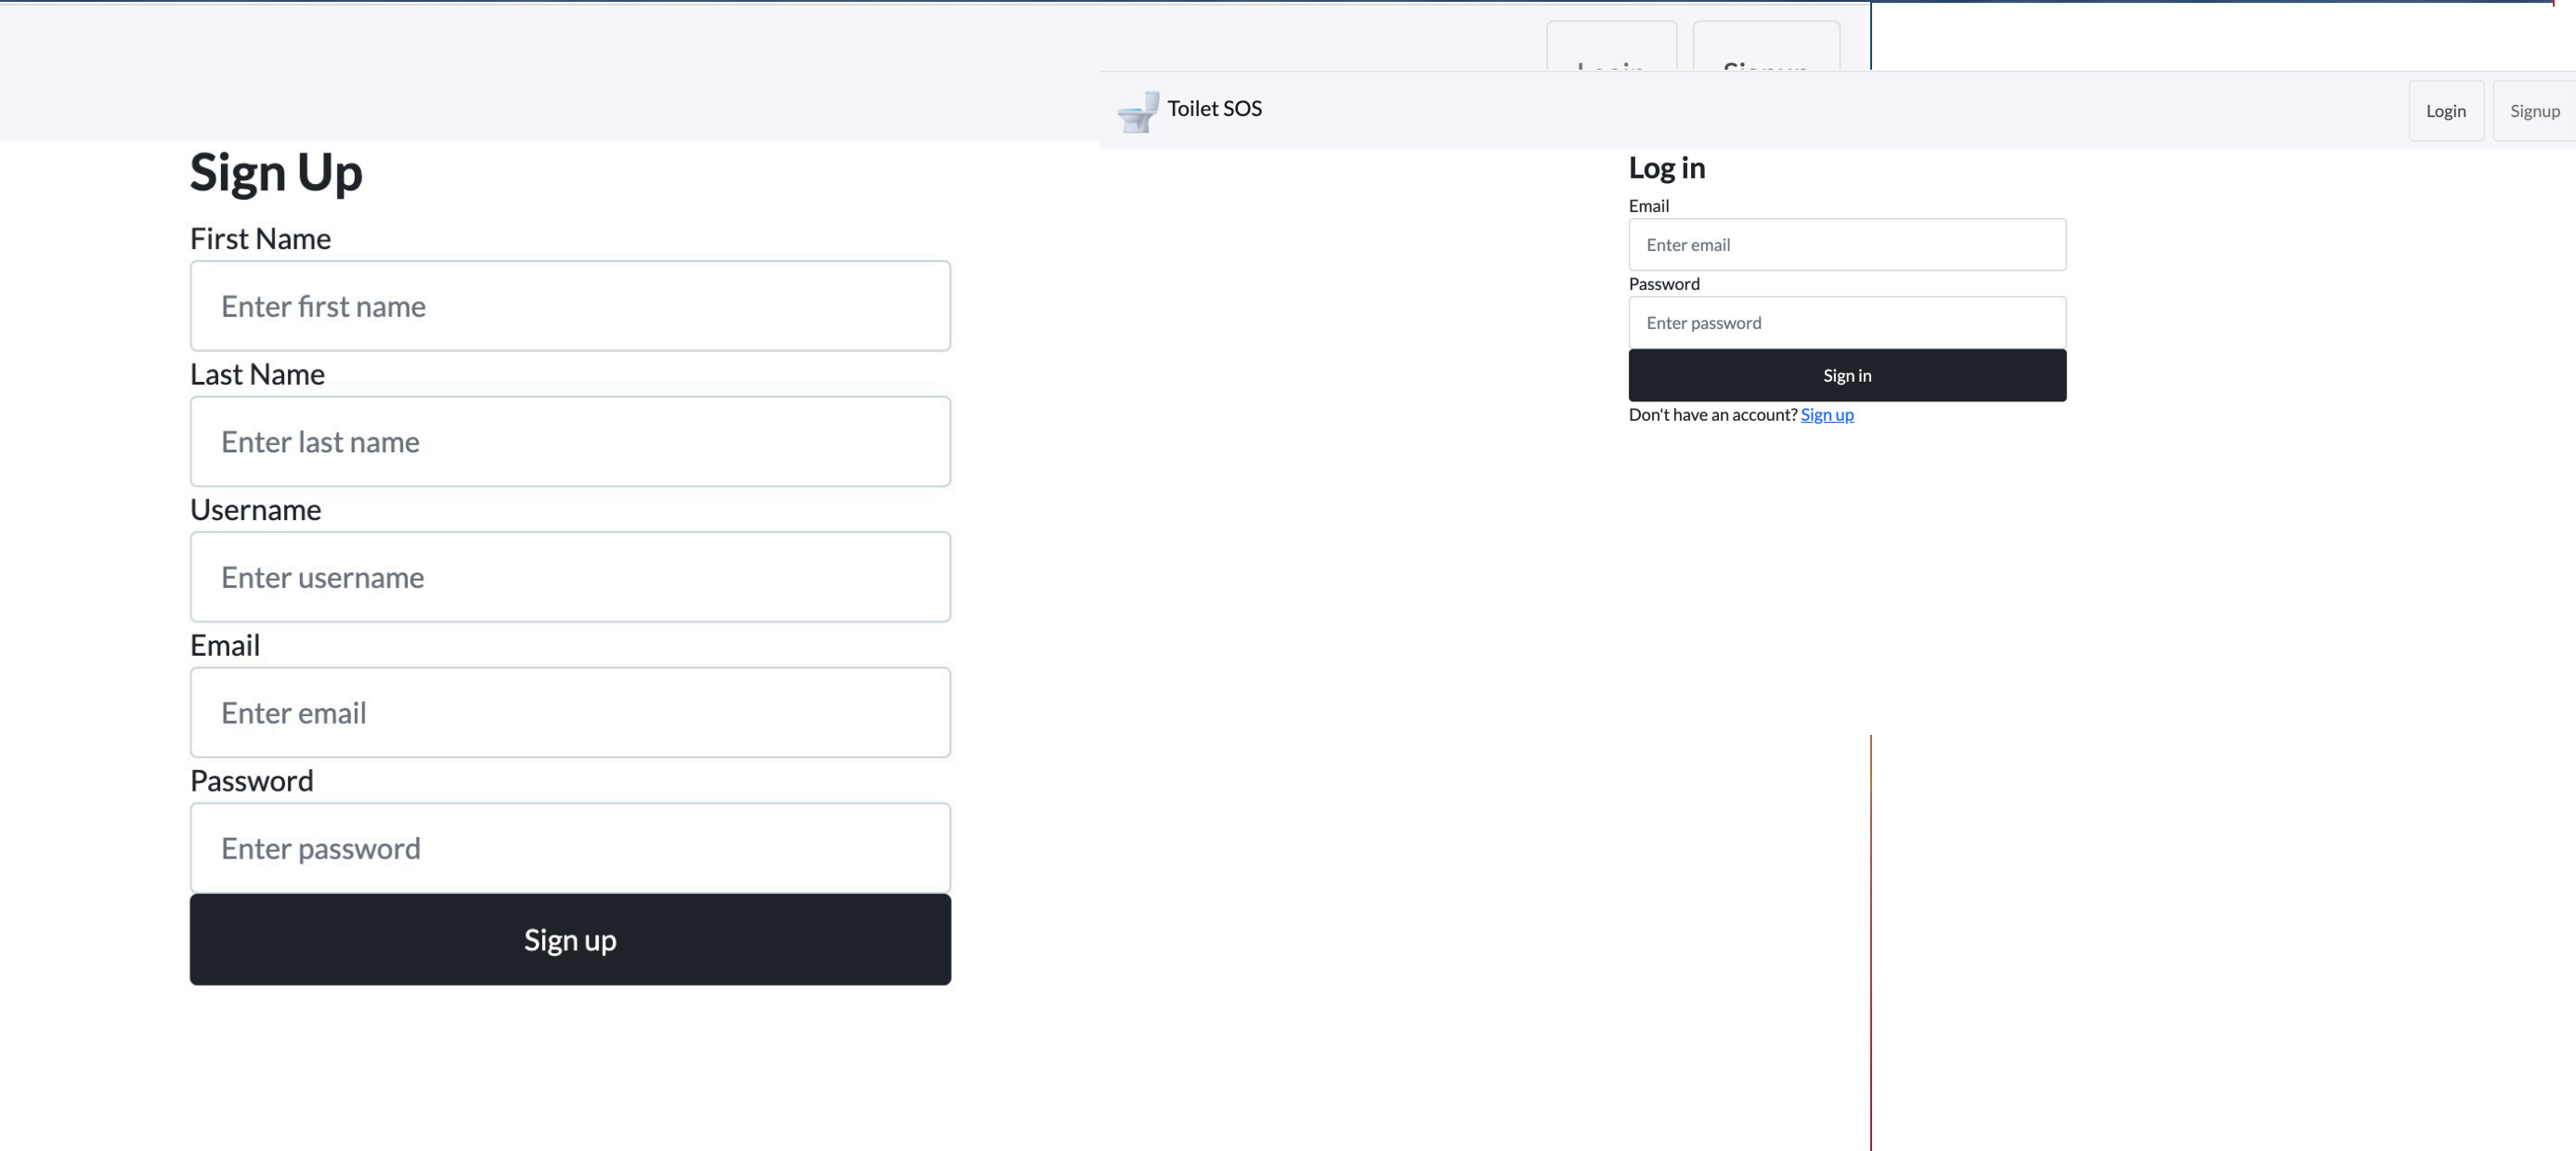 Toilet SOS
Login
Signup
Sign Up
First Name
Enter first name
Last Name
Enter last name
Username
Enter username
Email
Enter email
Password
Enter password
Sign up
Log in
Email
Enter email
Password
Enter password
Sign in
Don't have an account? Sign up